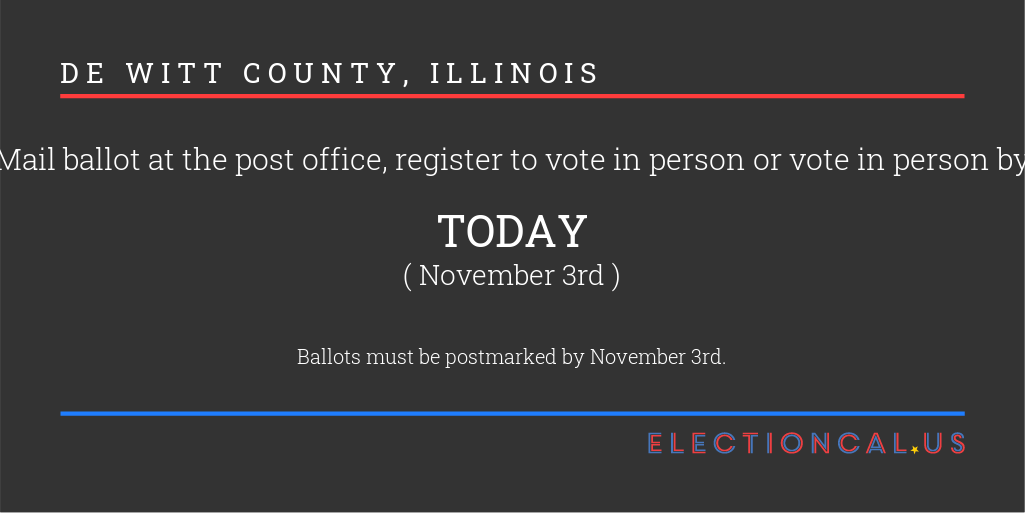 DE WITT COUNTY, ILLINOIS
Mail ballot at the post office, register to vote in person or vote in person by
TODAY
( November 3rd )
Ballots must be postmarked by November 3rd.
ELECTIONCAL.US